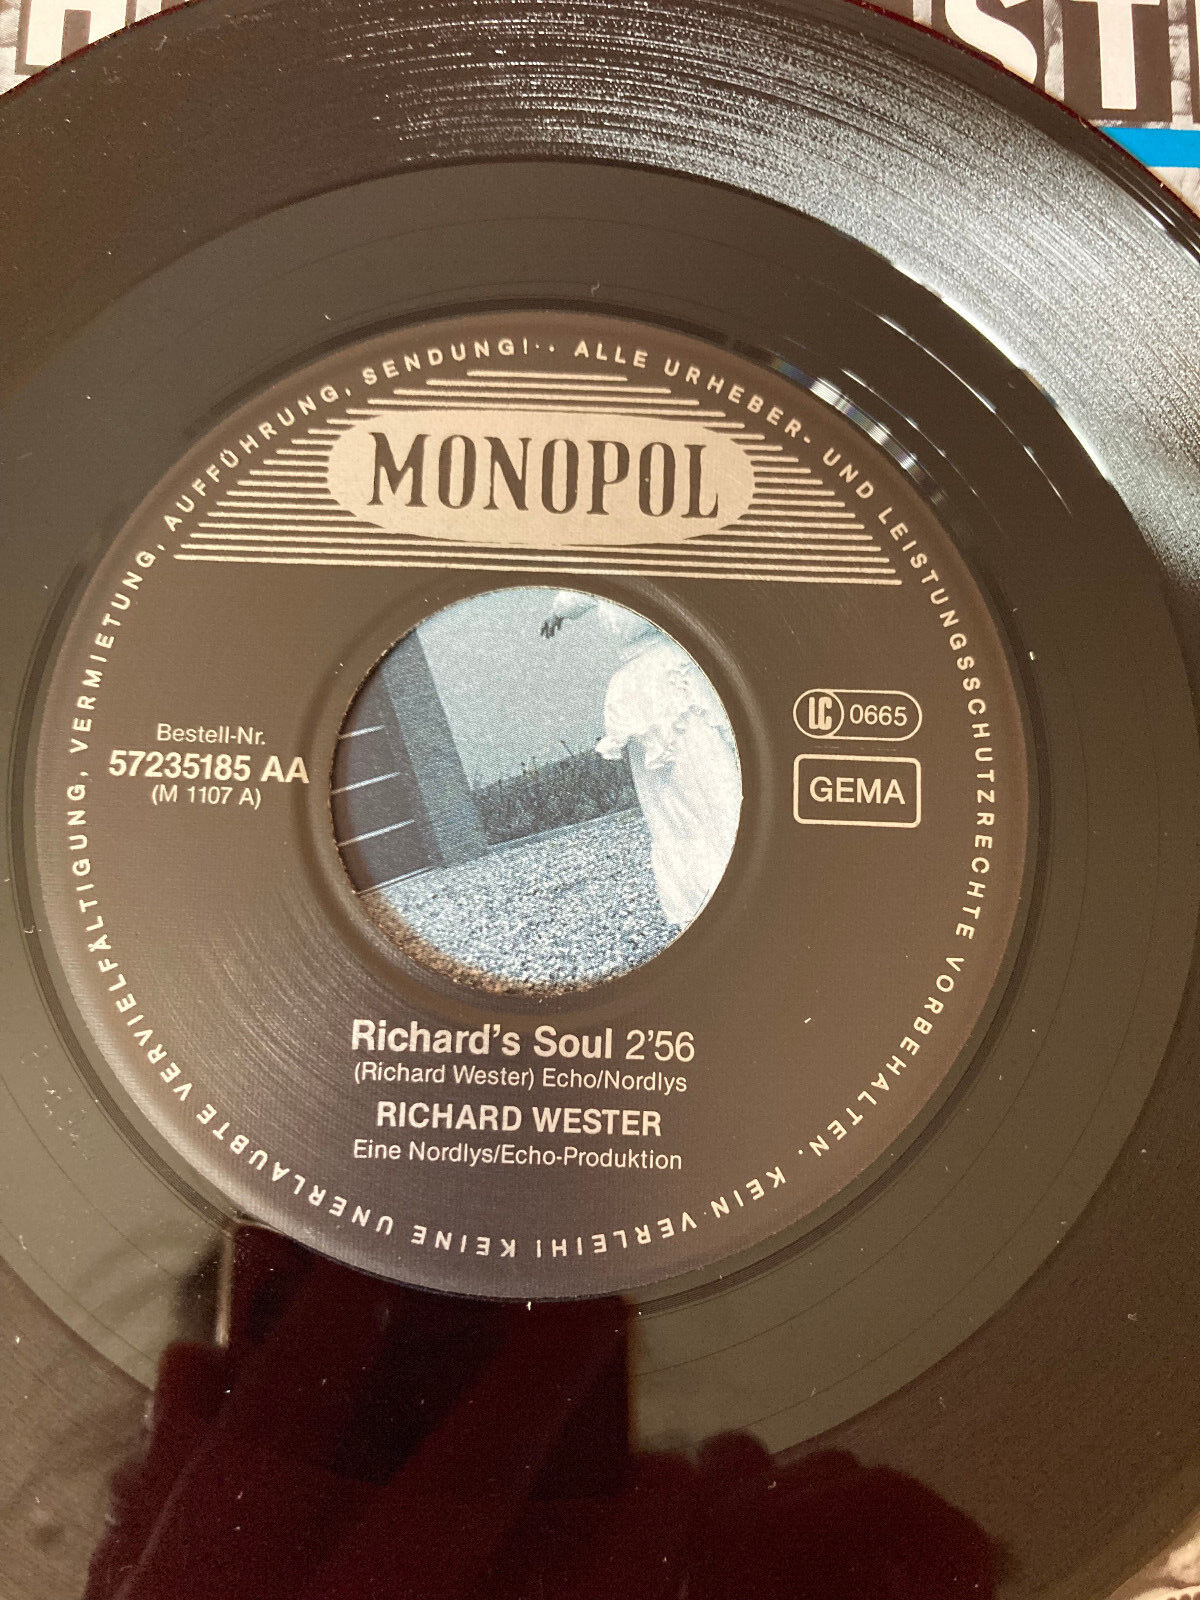 MONOPOL
Bestell-Nr.
57235185 AA
(M 1107 A)
LC 0665
GEMA
Richard's Soul 2'56
(Richard Wester) Echo/Nordlys
RICHARD WESTER
Eine Nordlys/Echo-Produktion
ALLE URHEBER- UND LEISTUNGSSCHUTZRECHTE VORBEHALTEN. KEIN VERLEIH! KEINE UNERLAUBTE VERVIELFÄLTIGUNG, VERMIETUNG, AUFFÜHRUNG, SENDUNG!